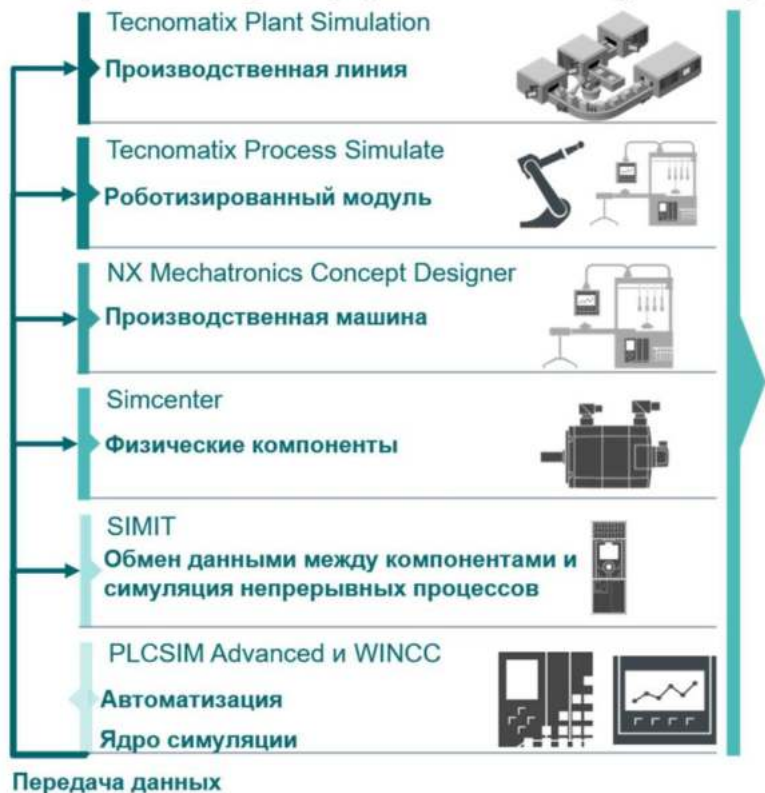 Tecnomatix Plant Simulation
Производственная линия
Tecnomatix Process Simulate
Роботизированный модуль
NX Mechatronics Concept Designer
Производственная машина
Simcenter
Физические компоненты
SIMIT
Обмен данными между компонентами и
симуляция непрерывных процессов
PLCSIM Advanced и WINCC
Автоматизация
Ядро симуляции
Передача данных